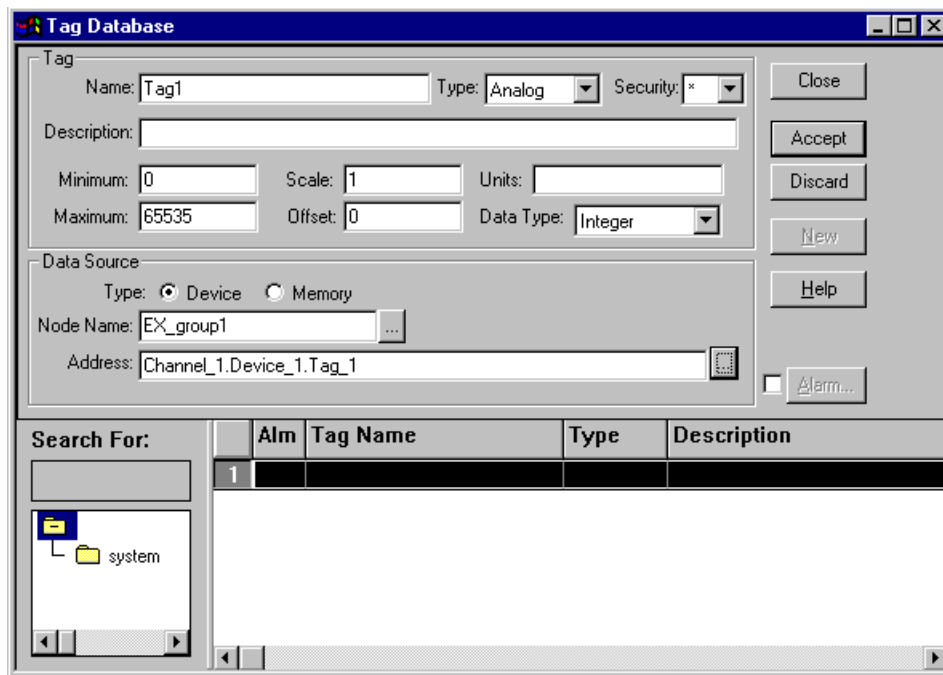 Tag Database
Tag
Name: Tag1 Type: Analog Security: * Close
Description: Accept
Minimum: 0 Scale: 1 Units: Discard
Maximum: 65535 Offset: 0 Data Type: Integer New
Data Source
Type: Device Memory Help
Node Name: EX_group1 ...
Address: Channel_1.Device_1.Tag_1 ...
Alarm...
Search For: Alm Tag Name Type Description
1
system